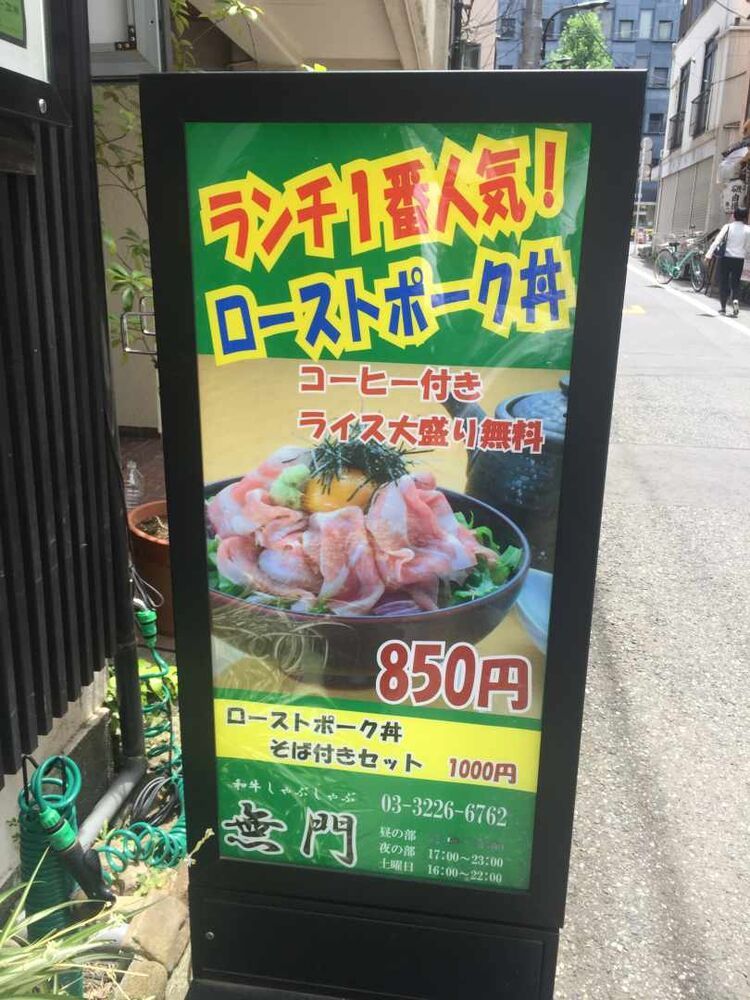 ランチ1番人気!
ローストポーク丼
コーヒー付き
ライス大盛り無料
850円
ローストポーク丼
そば付きセット 1000円
和牛しゃぶしゃぶ
無門
03-3226-6762
昼の部
夜の部 17:00~23:00
土曜日 16:00~22:00